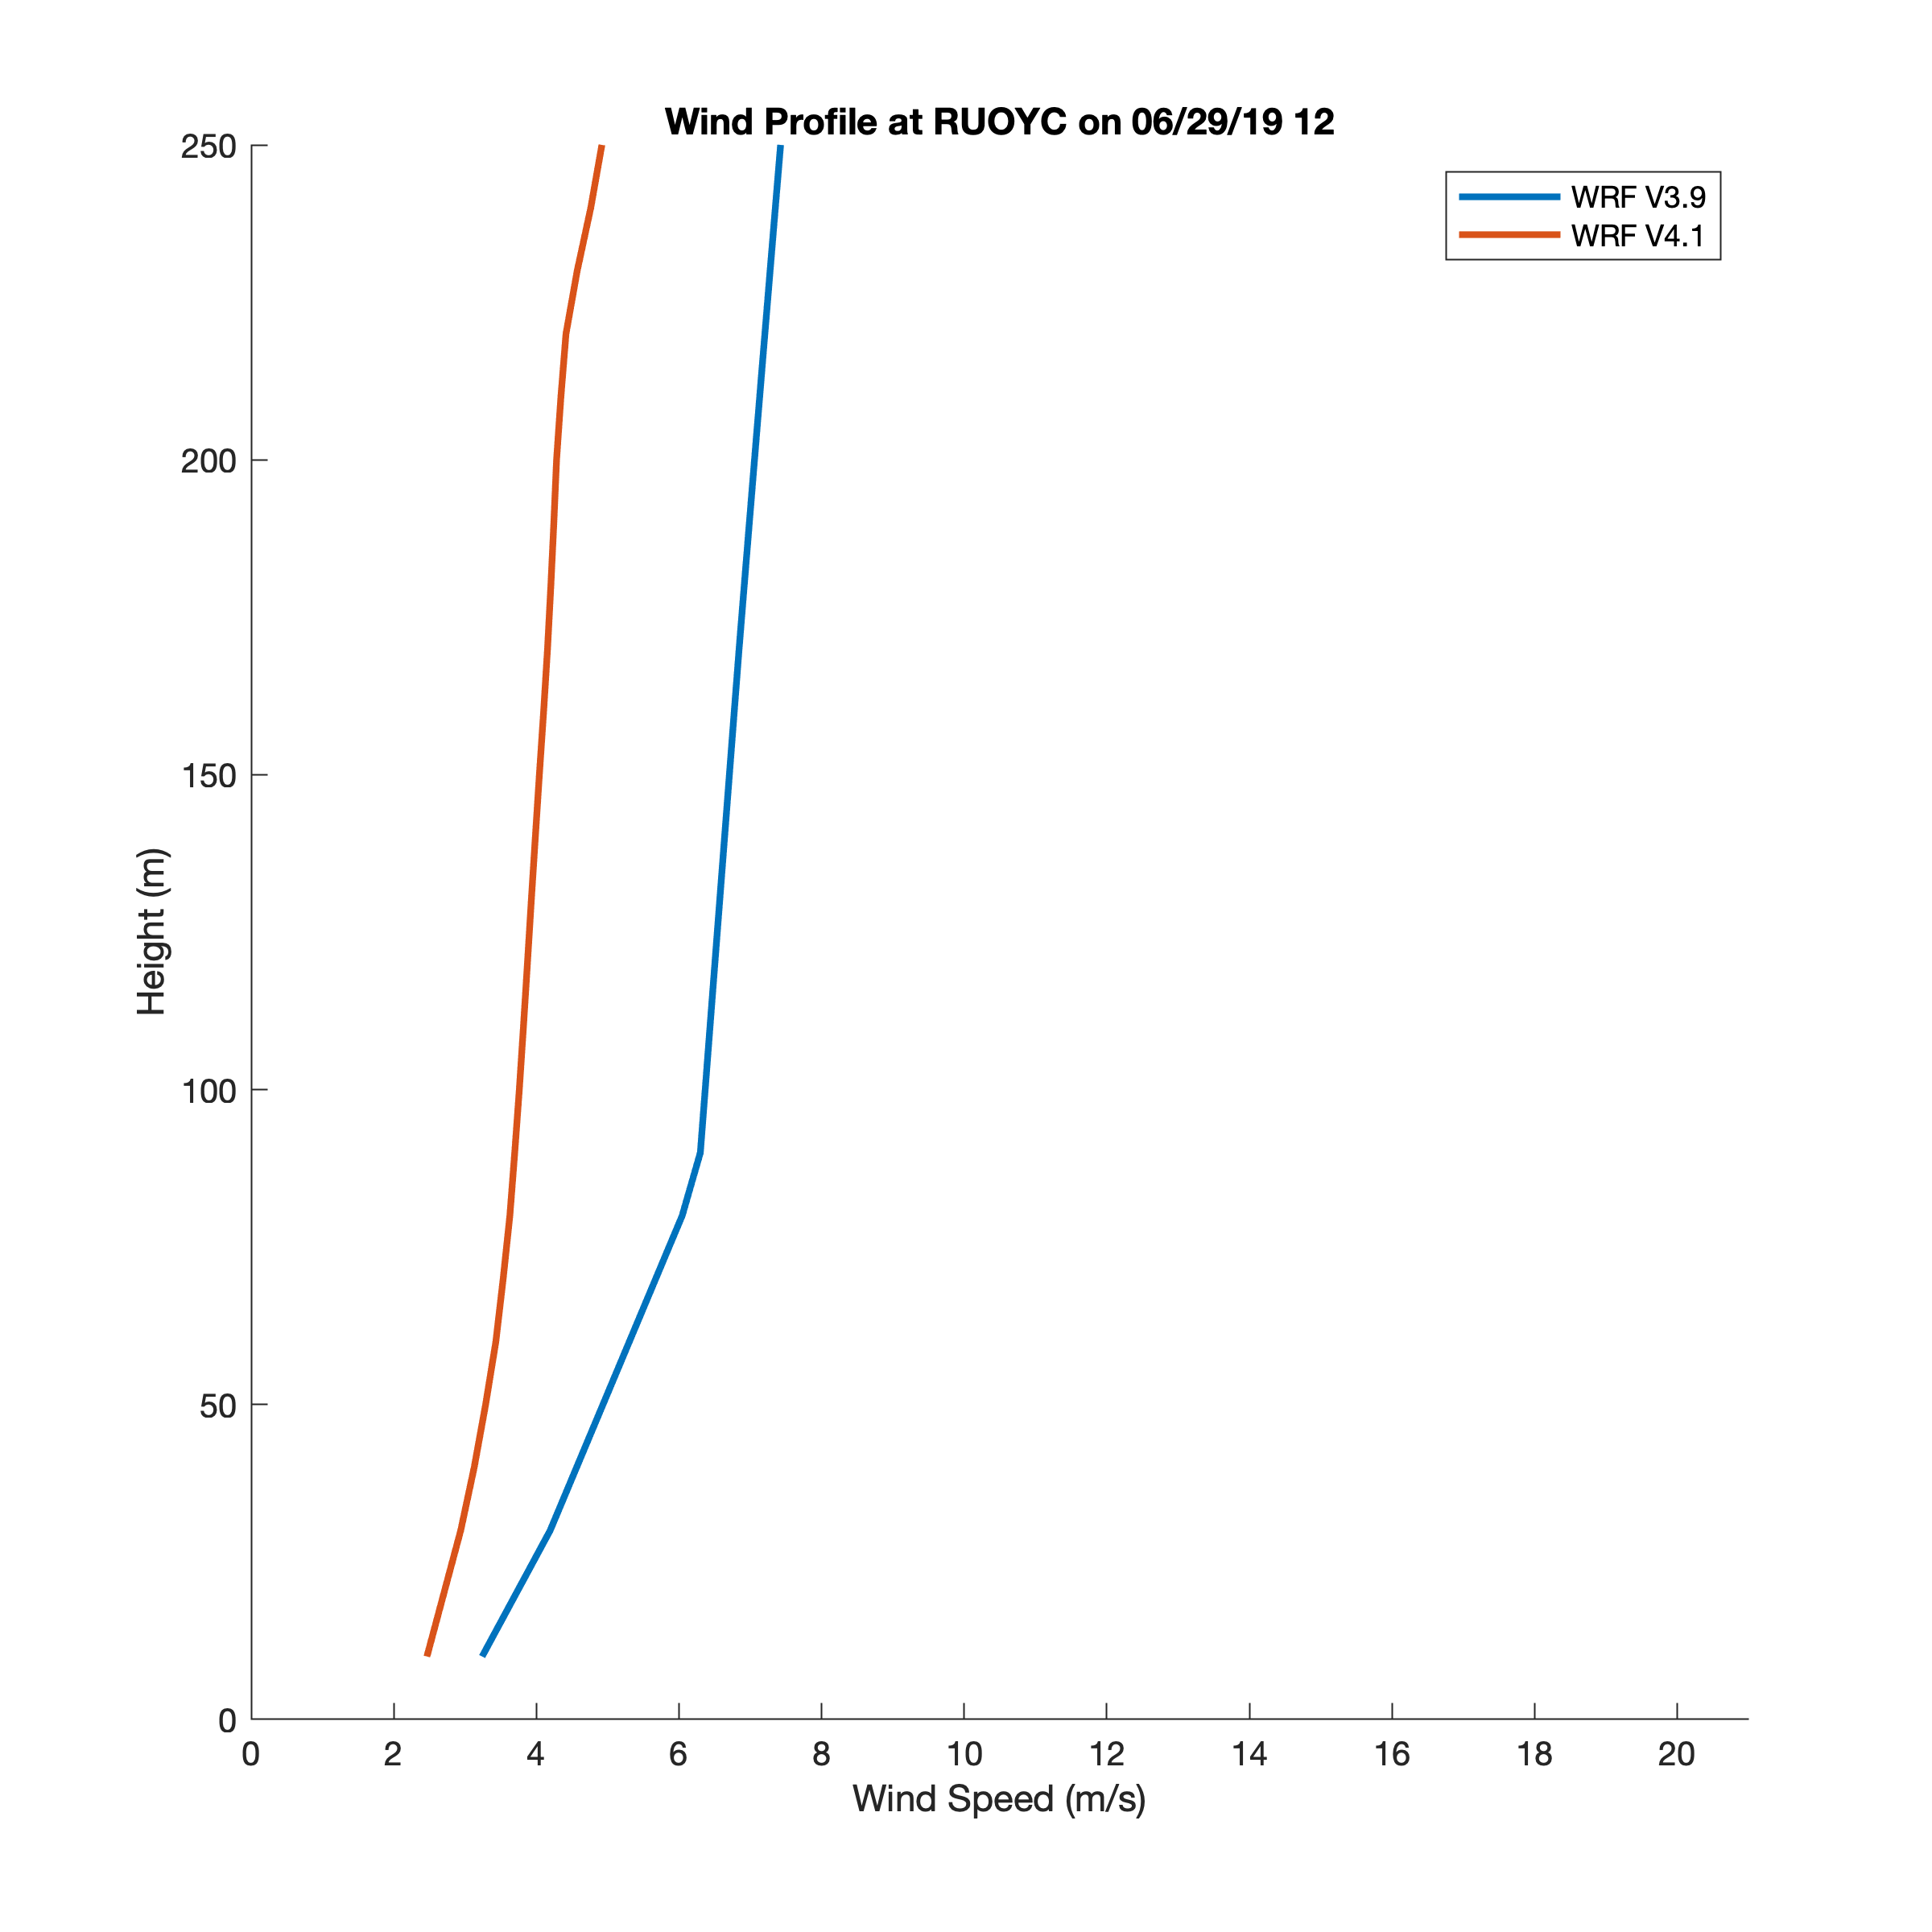 Wind Profile at RUOYC on 06/29/19 12
WRF V3.9
WRF V4.1
250
200
150
100
50
0
Height (m)
0 2 4 6 8 10 12 14 16 18 20
Wind Speed (m/s)